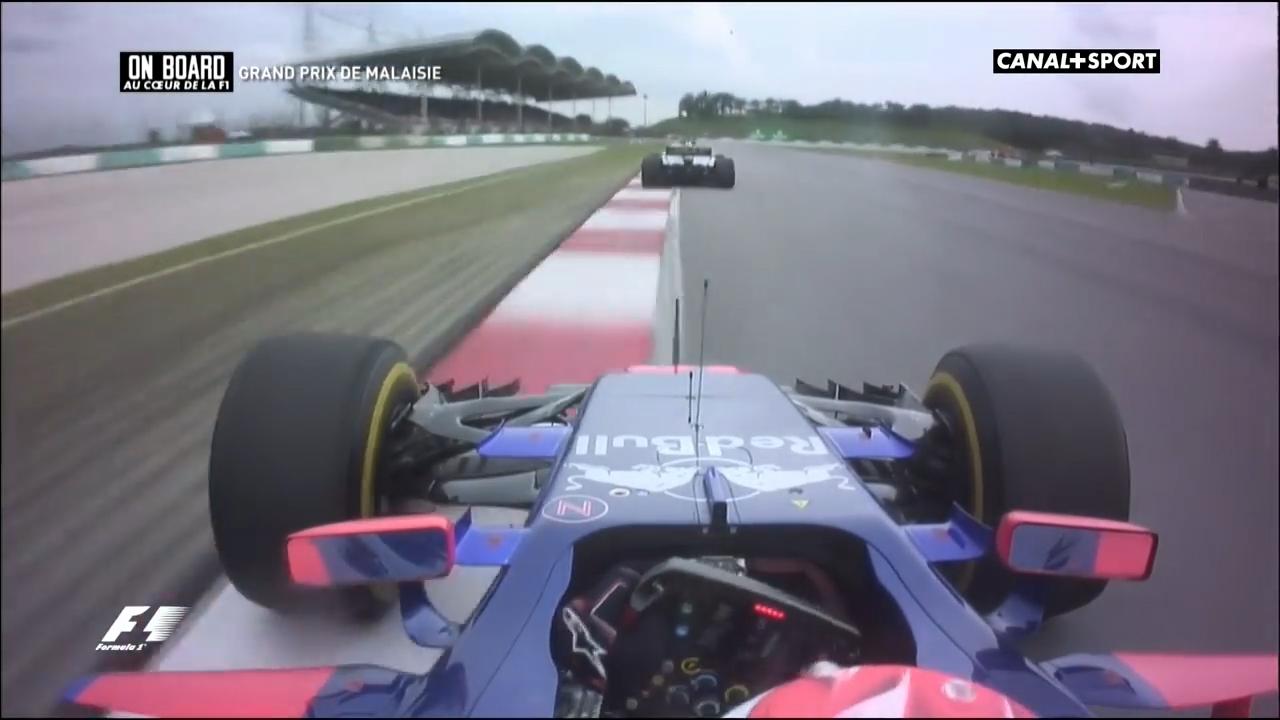 ON BOARD
AU CŒUR DE LA F1
GRAND PRIX DE MALAISIE
CANAL+SPORT
Red Bull
F1
Formula 1